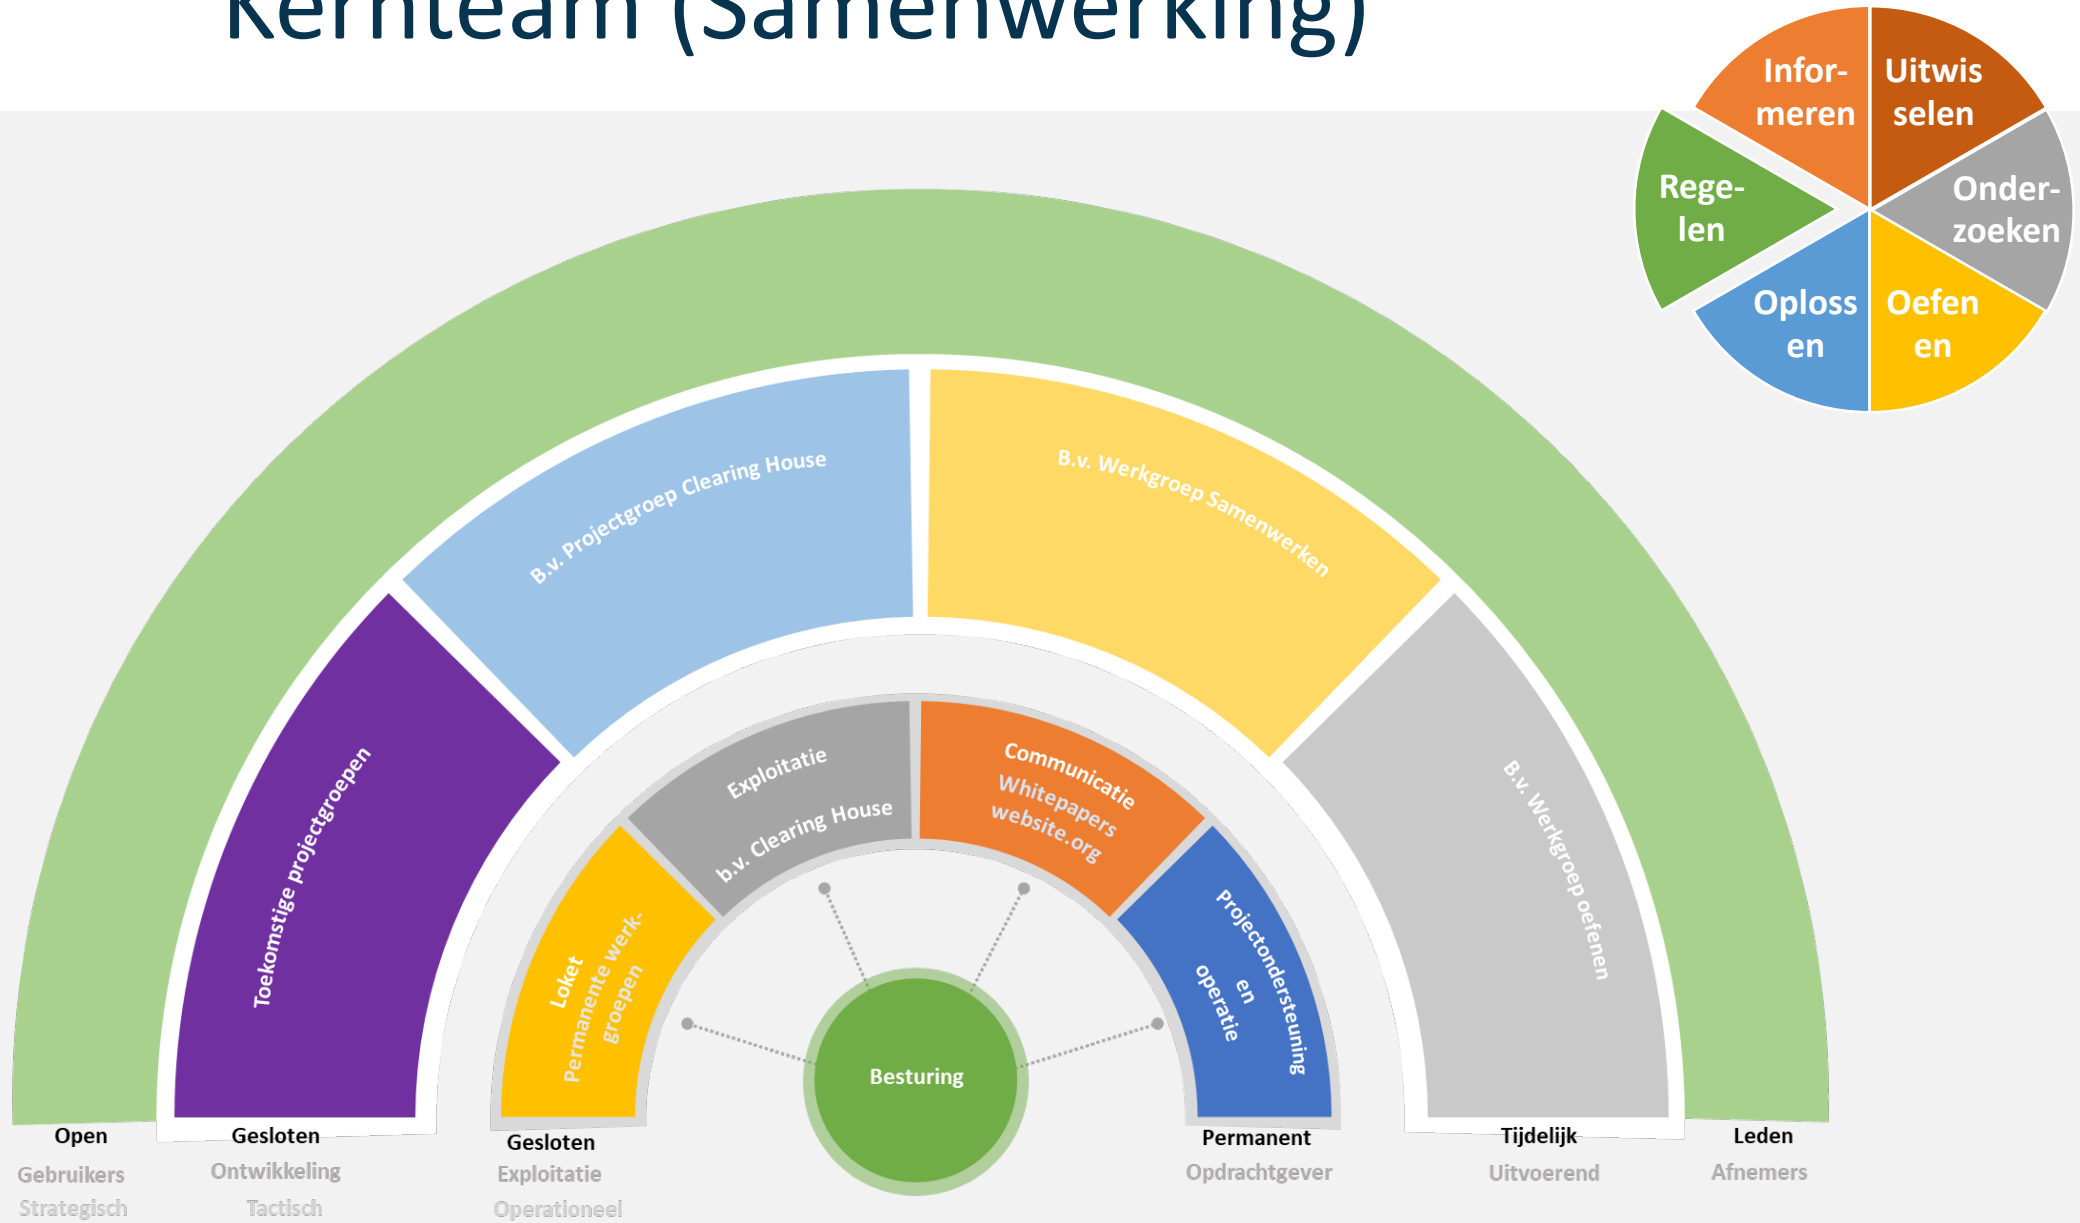 Kernteam (Samenwerking)
Infor-
meren
Uitwis
selen
Rege-
len
Onder-
zoeken
Oploss
en
Oefen
en
B.v. Projectgroep Clearing House
B.v. Werkgroep Samenwerken
Toekomstige projectgroepen
B.v. Werkgroep oefenen
Exploitatie
b.v. Clearing House
Communicatie
Whitepapers
website.org
Loket
Permanente werk-
groepen
Projectondersteuning
en
operatie
Besturing
Open
Gebruikers
Strategisch
Gesloten
Ontwikkeling
Tactisch
Gesloten
Exploitatie
Operationeel
Permanent
Opdrachtgever
Tijdelijk
Uitvoerend
Leden
Afnemers